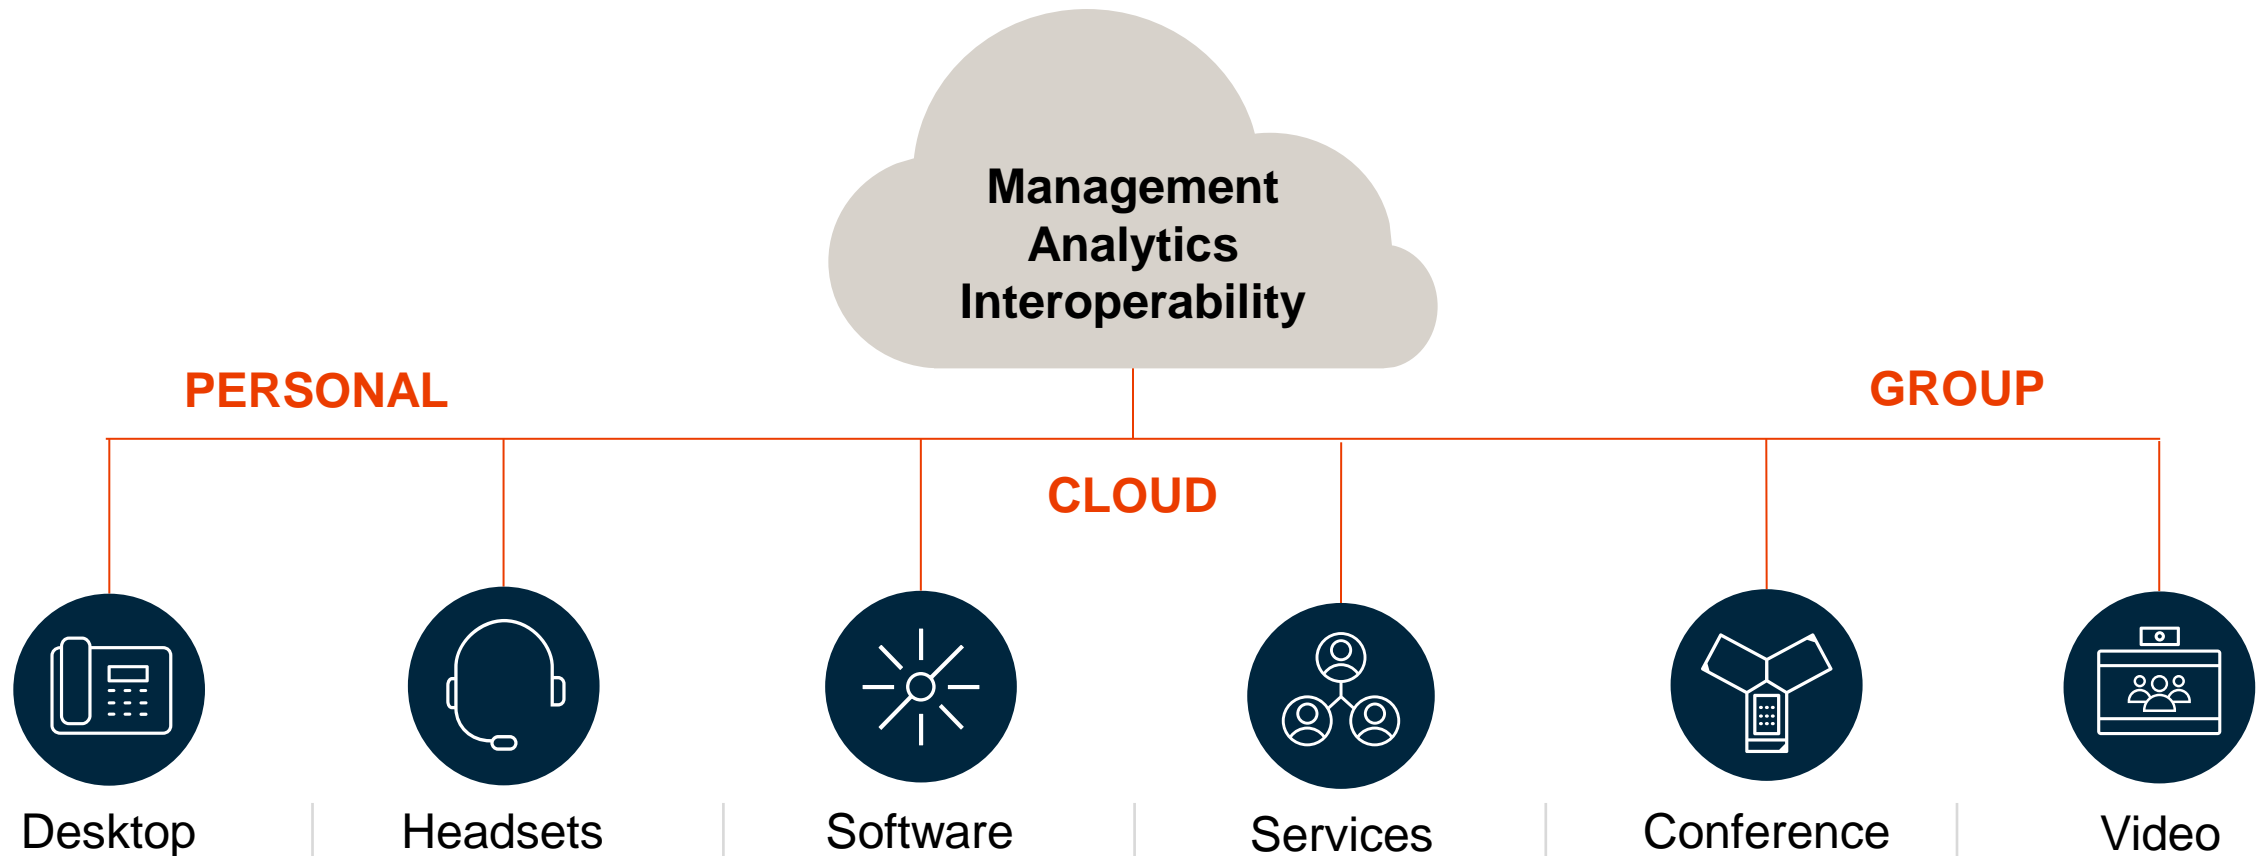 Management
Analytics
Interoperability
PERSONAL
GROUP
CLOUD
Desktop
Headsets
Software
Services
Conference
Video